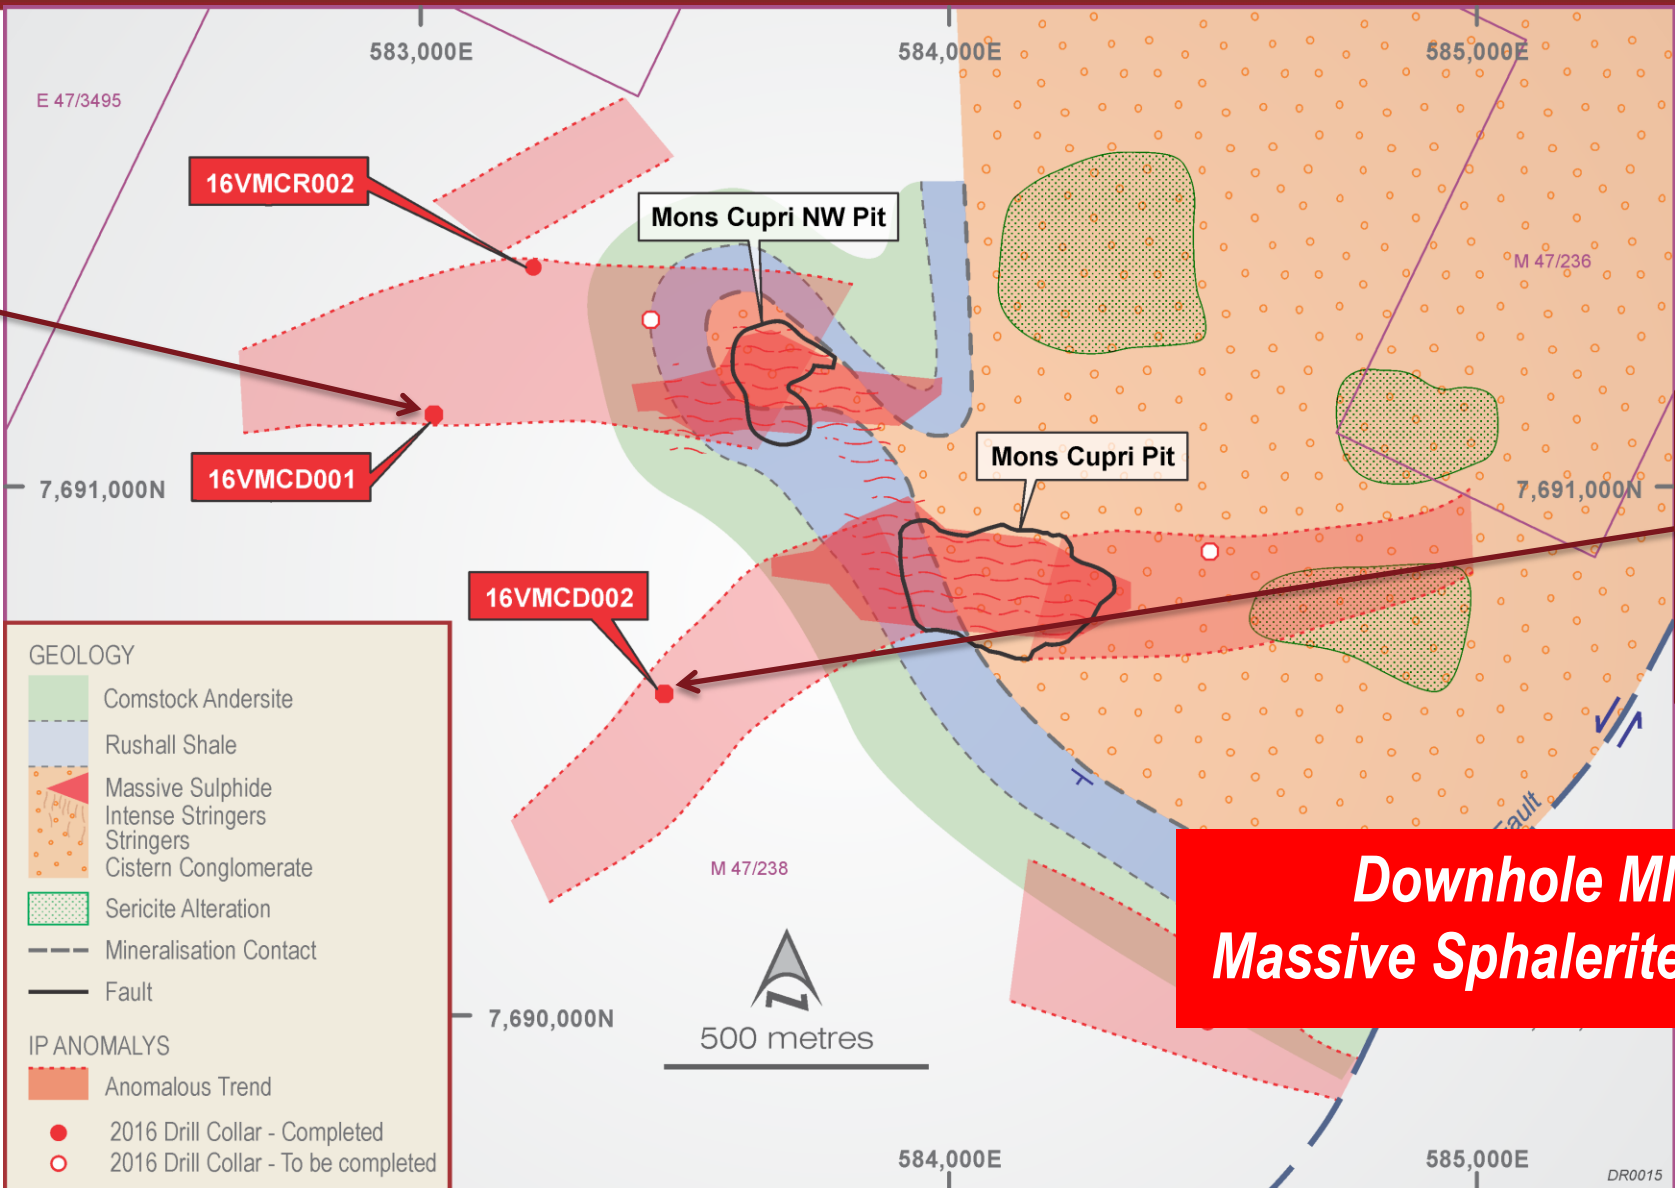 583,000E
584,000E
585,000E
E 47/3495
16VMCR002
Mons Cupri NW Pit
M 47/236
16VMCD001
Mons Cupri Pit
7,691,000N
7,691,000N
16VMCD002
GEOLOGY
Comstock Andersite
Rushall Shale
Massive Sulphide
Intense Stringers
Stringers
Cistern Conglomerate
Sericite Alteration
Mineralisation Contact
Fault
IP ANOMALYS
Anomalous Trend
2016 Drill Collar - Completed
2016 Drill Collar - To be completed
M 47/238
Fault
Downhole
Massive Sphalerite
7,690,000N
N
500 metres
584,000E
585,000E
DR0015